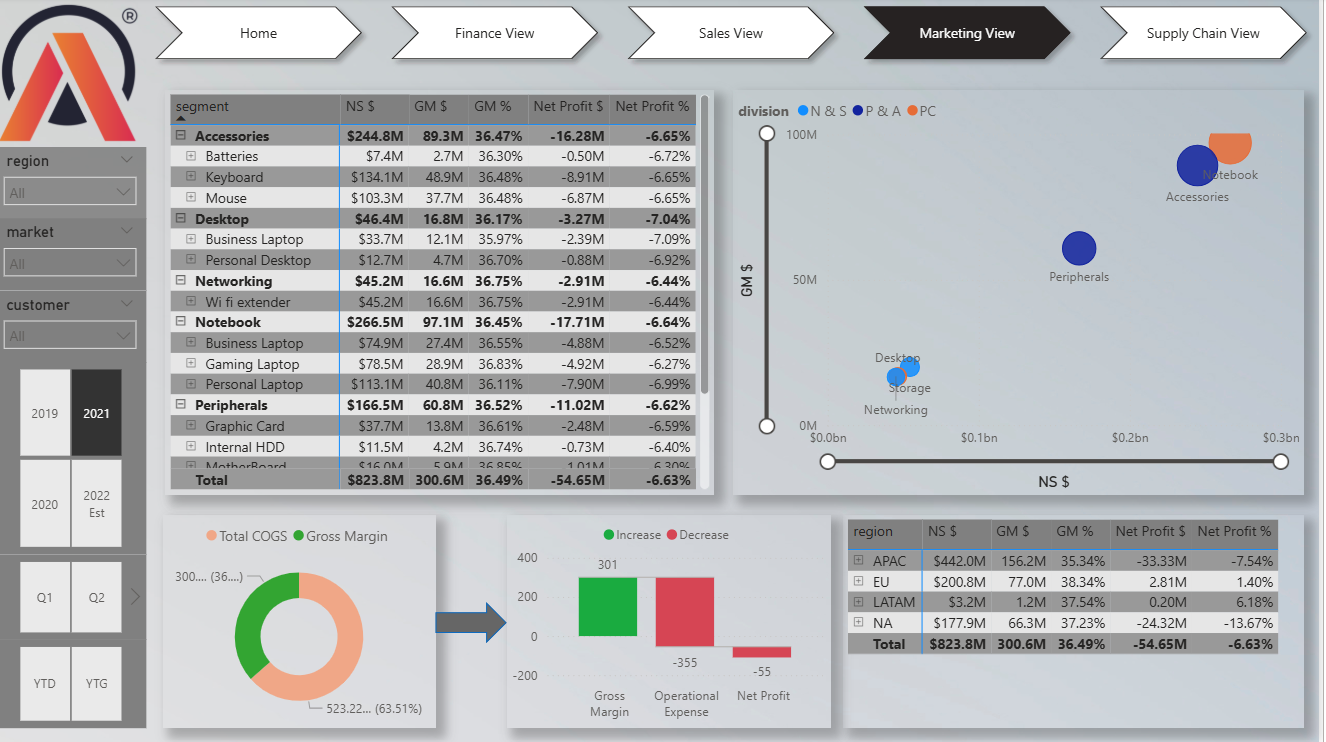 ®
Home
Finance View
Sales View
Marketing View
Supply Chain View
region
All
market
All
customer
All
2019
2021
2020
2022 Est
Q1
Q2
YTD
YTG
segment NS $ GM $ GM % Net Profit $ Net Profit %
Accessories $244.8M 89.3M 36.47% -16.28M -6.65%
Batteries $7.4M 2.7M 36.30% -0.50M -6.72%
Keyboard $134.1M 48.9M 36.48% -8.91M -6.65%
Mouse $103.3M 37.7M 36.48% -6.87M -6.65%
Desktop $46.4M 16.8M 36.17% -3.27M -7.04%
Business Laptop $33.7M 12.1M 35.97% -2.39M -7.09%
Personal Desktop $12.7M 4.7M 36.70% -0.88M -6.92%
Networking $45.2M 16.6M 36.75% -2.91M -6.44%
Wi fi extender $45.2M 16.6M 36.75% -2.91M -6.44%
Notebook $266.5M 97.1M 36.45% -17.71M -6.64%
Business Laptop $74.9M 27.4M 36.55% -4.88M -6.52%
Gaming Laptop $78.5M 28.9M 36.83% -4.92M -6.27%
Personal Laptop $113.1M 40.8M 36.11% -7.90M -6.99%
Peripherals $166.5M 60.8M 36.52% -11.02M -6.62%
Graphic Card $37.7M 13.8M 36.61% -2.48M -6.59%
Internal HDD $11.5M 4.2M 36.74% -0.73M -6.40%
MotherBoard $16.0M 5.9M 36.85% -1.01M -6.30%
Total $823.8M 300.6M 36.49% -54.65M -6.63%
division N & S P & A PC
100M
50M
0M
GM $
Notebook
Accessories
Peripherals
Desktop
Storage
Networking
$0.0bn $0.1bn $0.2bn $0.3bn
NS $
Total COGS Gross Margin
300.... (36....)
523.22... (63.51%)
Increase Decrease
400
200
0
-200
301
-355
-55
Gross Margin
Operational Expense
Net Profit
region NS $ GM $ GM % Net Profit $ Net Profit %
APAC $442.0M 156.2M 35.34% -33.33M -7.54%
EU $200.8M 77.0M 38.34% 2.81M 1.40%
LATAM $3.2M 1.2M 37.54% 0.20M 6.18%
NA $177.9M 66.3M 37.23% -24.32M -13.67%
Total $823.8M 300.6M 36.49% -54.65M -6.63%